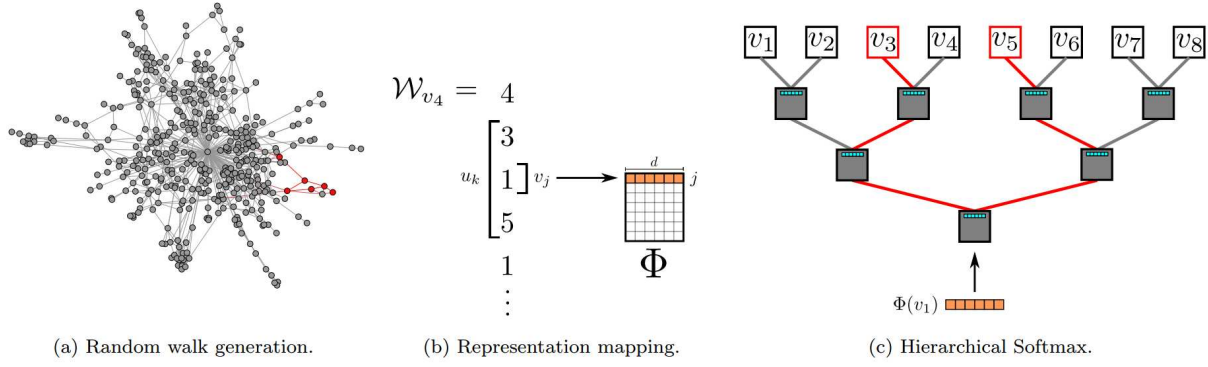 𝒲_{v_4} = 4
3
u_k 1 v_j
5
1
⋮
d
j
Φ
v_1 v_2 v_3 v_4 v_5 v_6 v_7 v_8
Φ(v_1)
(a) Random walk generation.
(b) Representation mapping.
(c) Hierarchical Softmax.